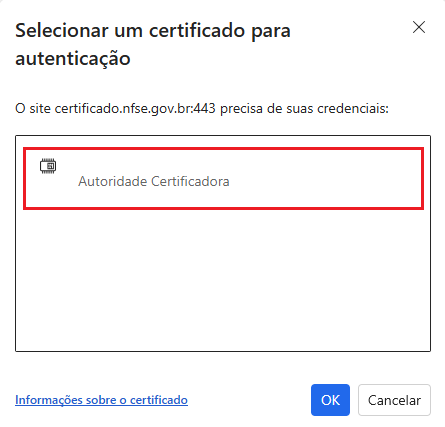 Selecionar um certificado para
autenticação
O site certificado.nfse.gov.br:443 precisa de suas credenciais:
Autoridade Certificadora
Informações sobre o certificado
OK
Cancelar